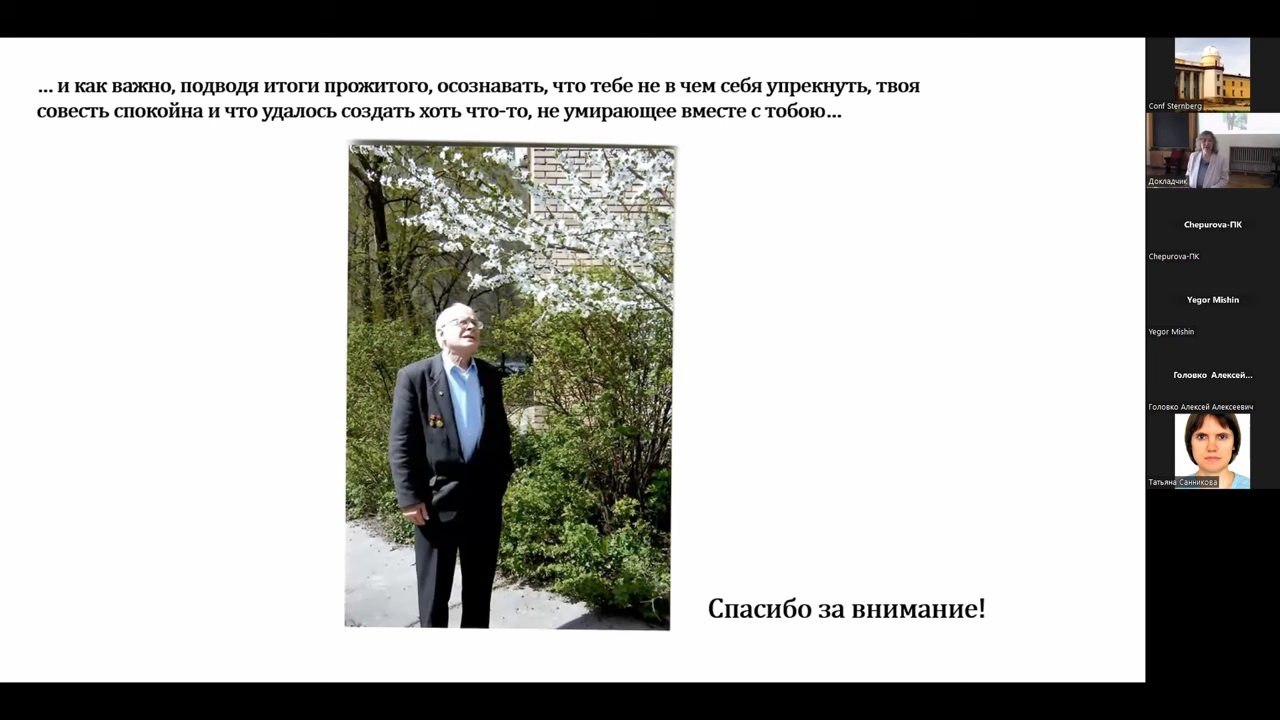 ... и как важно, подводя итоги прожитого, осознавать, что тебе не в чем себя упрекнуть, твоя
совесть спокойна и что удалось создать хоть что-то, не умирающее вместе с тобою...
Спасибо за внимание!
Conf Sternberg
Докладчик
Chepurova-ПК
Chepurova-ПК
Yegor Mishin
Yegor Mishin
Головко Алексей...
Головко Алексей Алексеевич
Татьяна Санникова